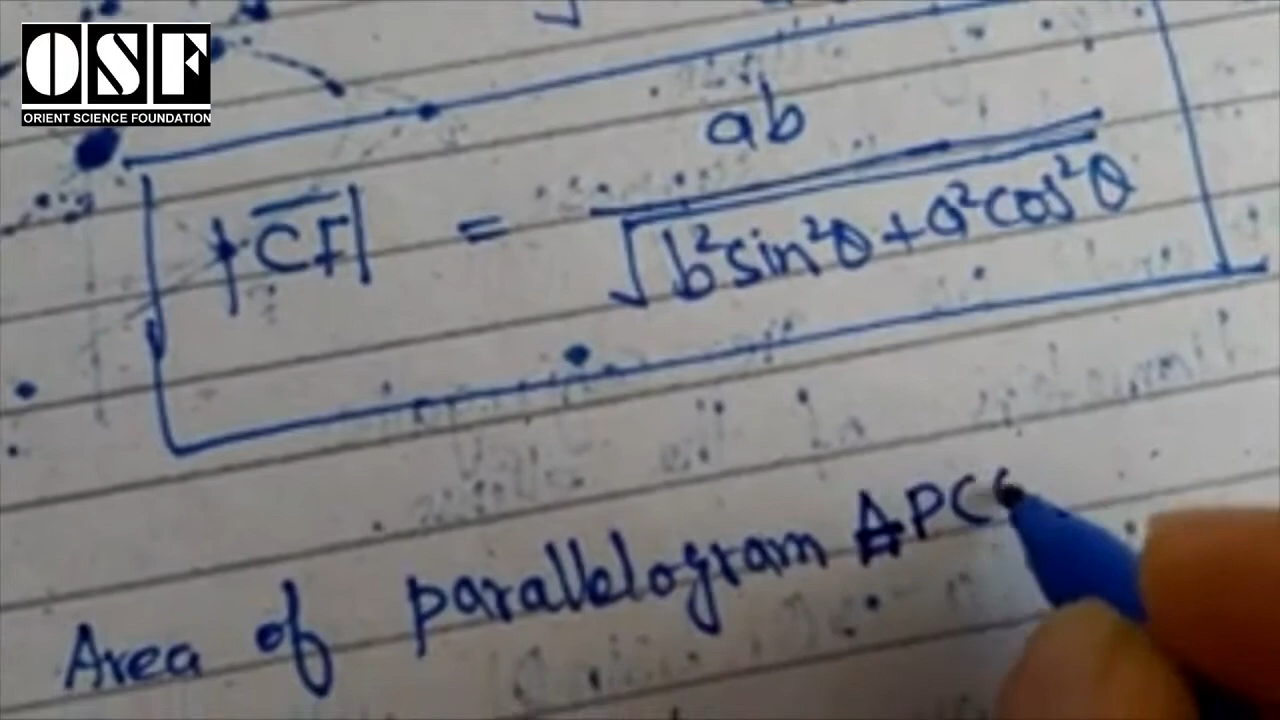 OSF
ORIENT SCIENCE FOUNDATION
|CF̅| = ab / √(b²sin²θ + a²cos²θ)
Area of parallelogram APC